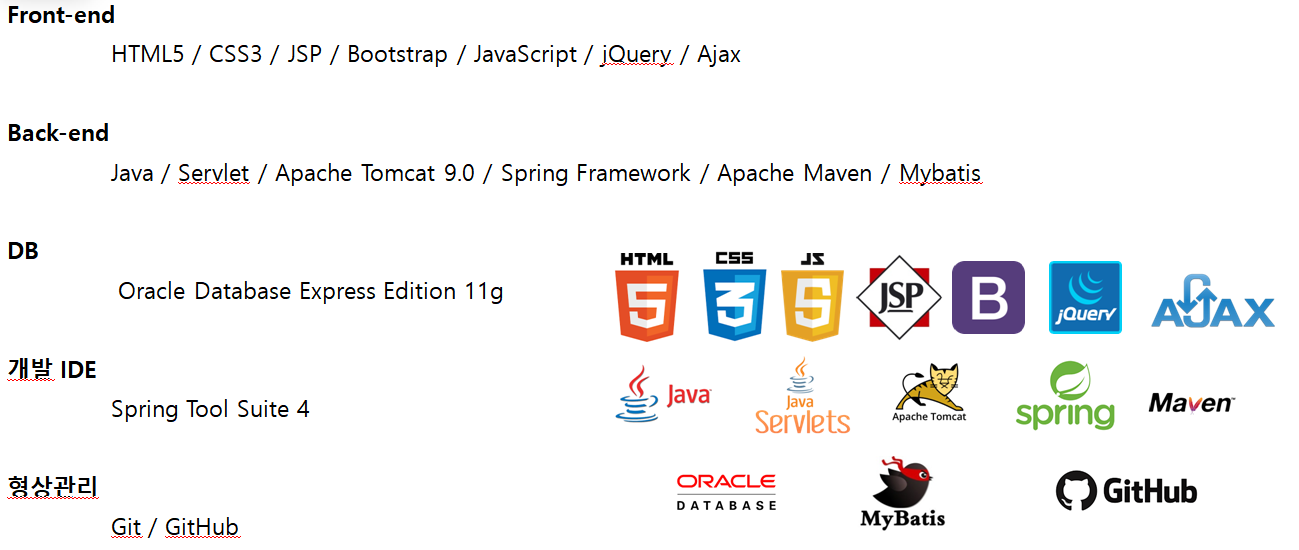 Front-end
HTML5 / CSS3 / JSP / Bootstrap / JavaScript / jQuery / Ajax
Back-end
Java / Servlet / Apache Tomcat 9.0 / Spring Framework / Apache Maven / Mybatis
DB
Oracle Database Express Edition 11g
개발 IDE
Spring Tool Suite 4
형상관리
Git / GitHub
HTML CSS JS
5 3 5 JSP B jQuery AJAX
Java Java Servlets Apache Tomcat spring Maven™
ORACLE DATABASE MyBatis GitHub